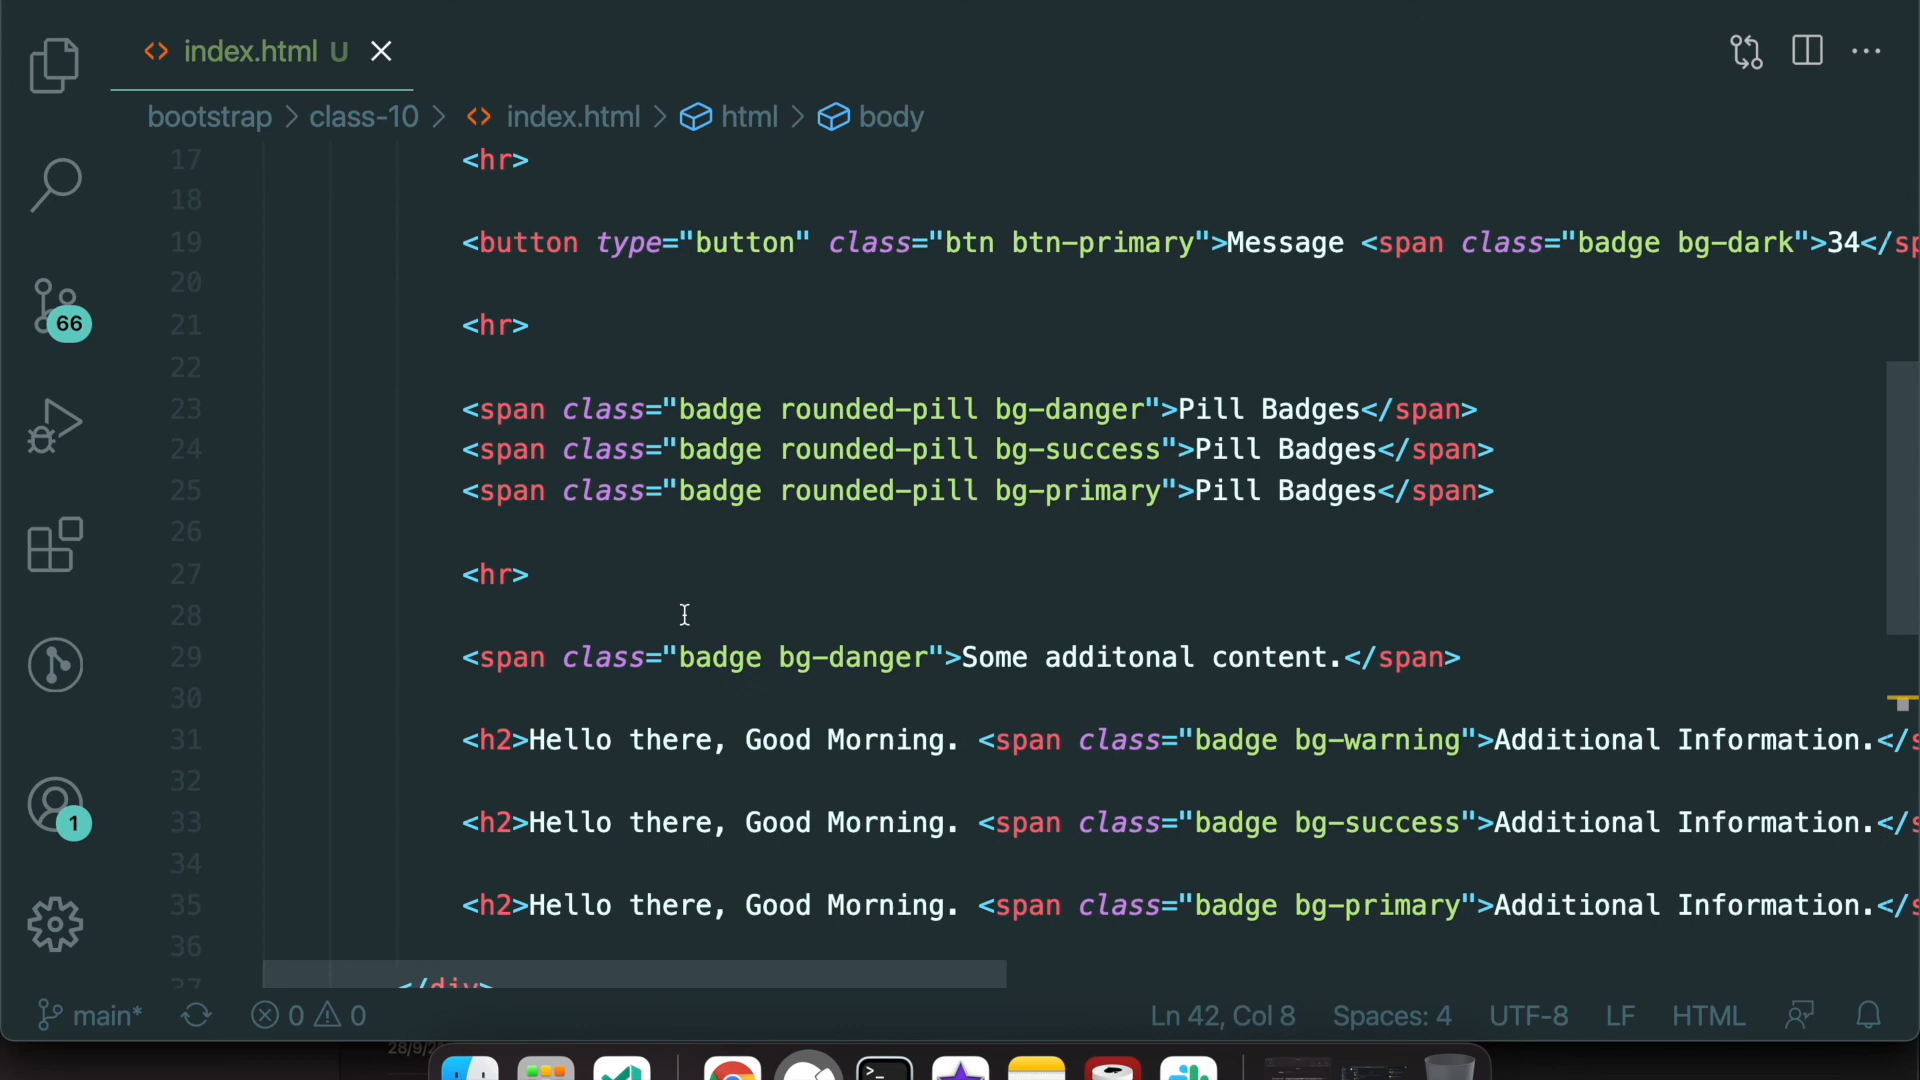 index.html U
bootstrap > class-10 > index.html > html > body
17 <hr>
18
19 <button type="button" class="btn btn-primary">Message <span class="badge bg-dark">34</sp
20
21 <hr>
22
23 <span class="badge rounded-pill bg-danger">Pill Badges</span>
24 <span class="badge rounded-pill bg-success">Pill Badges</span>
25 <span class="badge rounded-pill bg-primary">Pill Badges</span>
26
27 <hr>
28
29 <span class="badge bg-danger">Some additonal content.</span>
30
31 <h2>Hello there, Good Morning. <span class="badge bg-warning">Additional Information.</s
32
33 <h2>Hello there, Good Morning. <span class="badge bg-success">Additional Information.</s
34
35 <h2>Hello there, Good Morning. <span class="badge bg-primary">Additional Information.</s
36
37 </div>
66
1
main* 0 0 Ln 42, Col 8 Spaces: 4 UTF-8 LF HTML